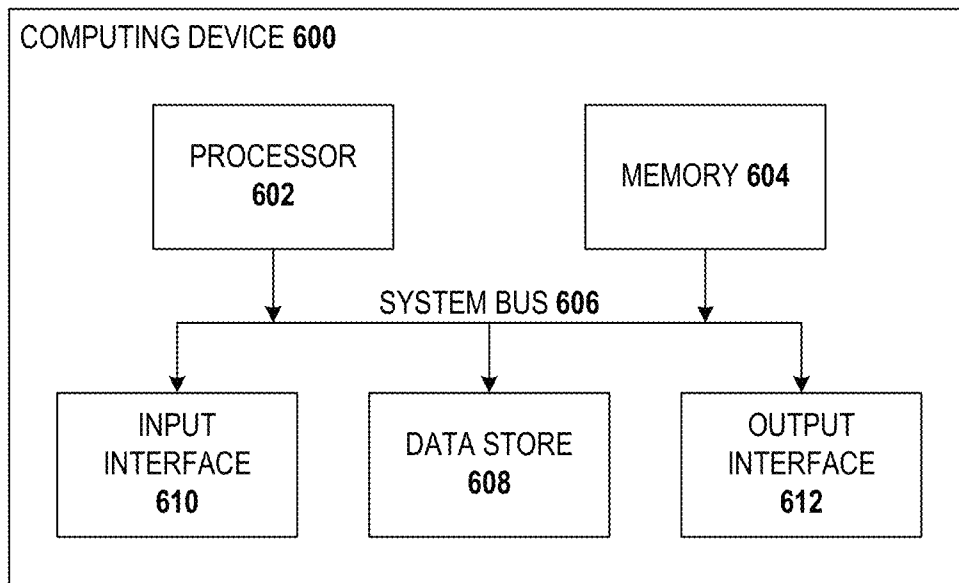 COMPUTING DEVICE 600
PROCESSOR
602
MEMORY 604
SYSTEM BUS 606
INPUT
INTERFACE
610
DATA STORE
608
OUTPUT
INTERFACE
612